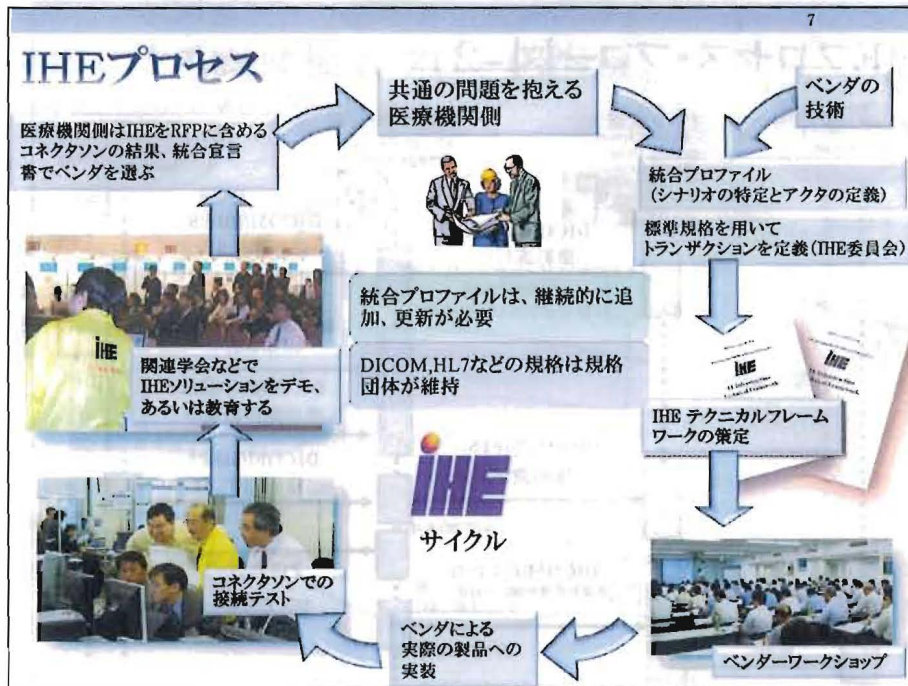 7
IHEプロセス
共通の問題を抱える
医療機関側
ベンダの
技術
統合プロファイル
(シナリオの特定とアクタの定義)
標準規格を用いて
トランザクションを定義(IHE委員会)
IHE
IHE
IHE テクニカルフレーム
ワークの策定
ベンダーワークショップ
ベンダによる
実際の製品への
実装
コネクタソンでの
接続テスト
IHE
関連学会などで
IHEソリューションをデモ、
あるいは教育する
医療機関側はIHEをRFPに含める
コネクタソンの結果、統合宣言
書でベンダを選ぶ
統合プロファイルは、継続的に追
加、更新が必要
DICOM,HL7などの規格は規格
団体が維持
IHE
サイクル